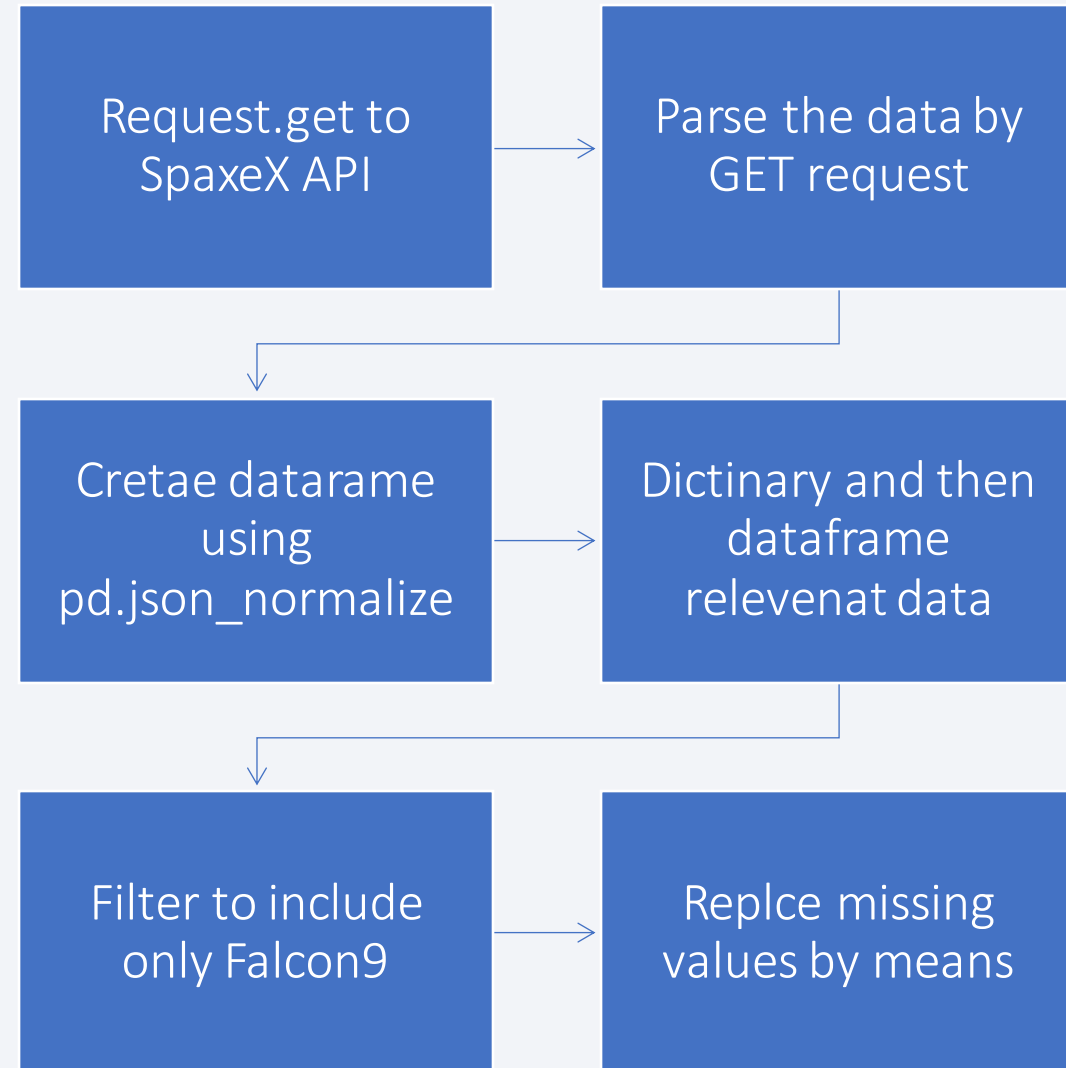 Request.get to
SpaxeX API
Parse the data by
GET request
Cretae datarame
using
pd.json_normalize
Dictinary and then
dataframe
relevenat data
Filter to include
only Falcon9
Replce missing
values by means